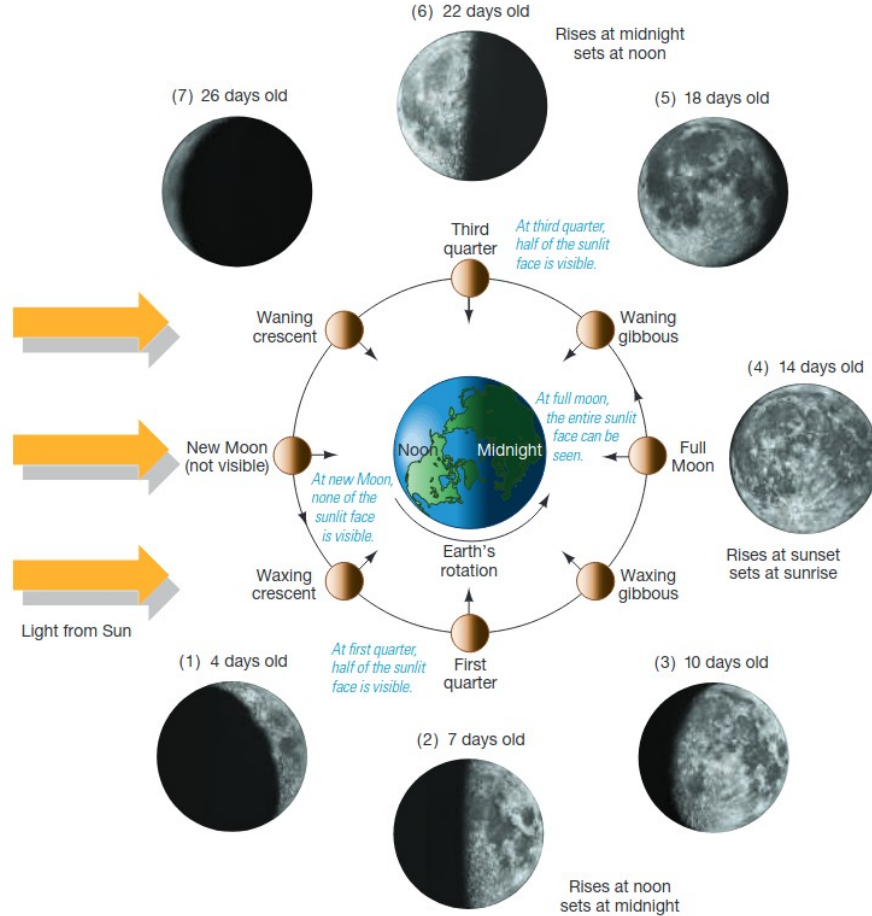 (6) 22 days old
Rises at midnight
sets at noon
(7) 26 days old
(5) 18 days old
Third
quarter
At third quarter,
half of the sunlit
face is visible.
Waning
crescent
Waning
gibbous
(4) 14 days old
New Moon
(not visible)
Noon
Midnight
At full moon,
the entire sunlit
face can be
seen.
Full
Moon
At new Moon,
none of the
sunlit face
is visible.
Earth's
rotation
Rises at sunset
sets at sunrise
Waxing
crescent
Waxing
gibbous
Light from Sun
At first quarter,
half of the sunlit
face is visible.
First
quarter
(1) 4 days old
(3) 10 days old
(2) 7 days old
Rises at noon
sets at midnight